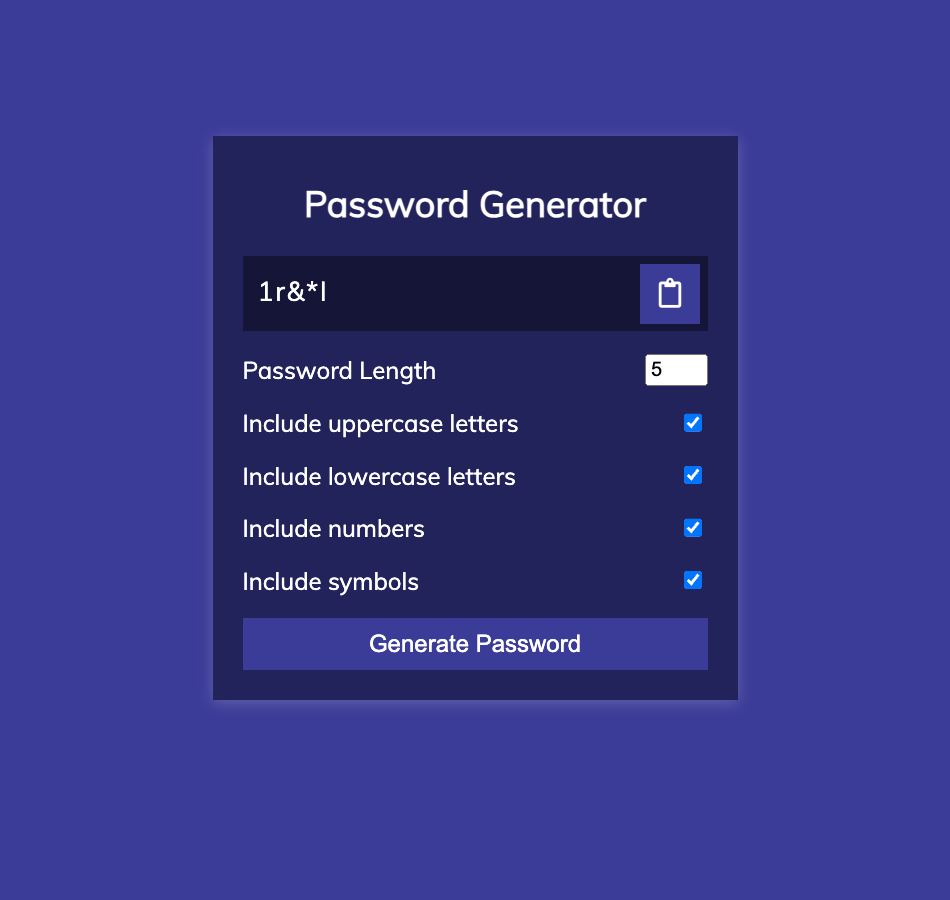 Password Generator
1r&*I
Password Length
5
Include uppercase letters
Include lowercase letters
Include numbers
Include symbols
Generate Password